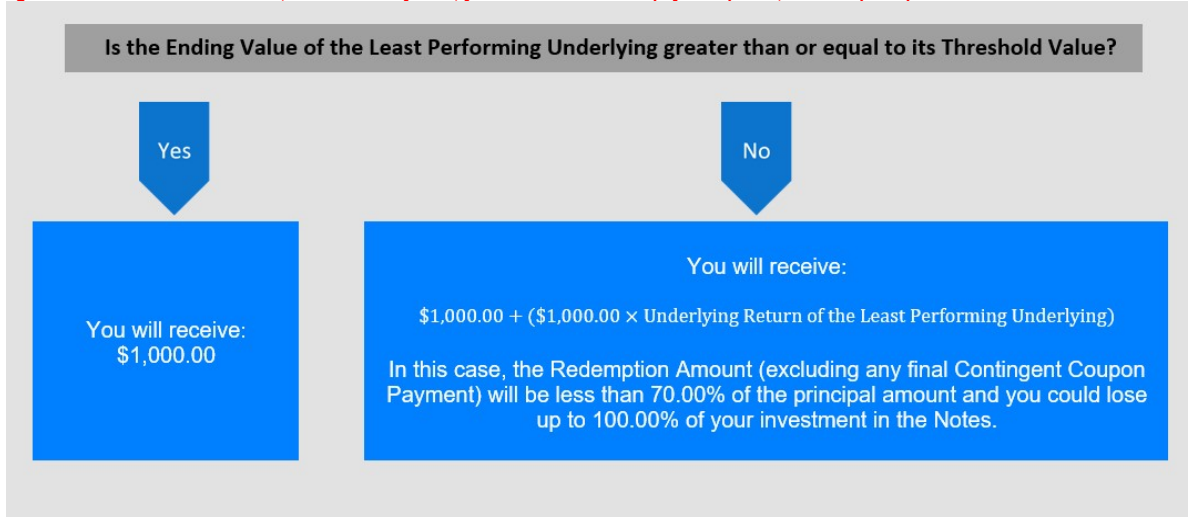 Is the Ending Value of the Least Performing Underlying greater than or equal to its Threshold Value?
Yes
No
You will receive:
$1,000.00
You will receive:
$1,000.00 + ($1,000.00 × Underlying Return of the Least Performing Underlying)
In this case, the Redemption Amount (excluding any final Contingent Coupon
Payment) will be less than 70.00% of the principal amount and you could lose
up to 100.00% of your investment in the Notes.